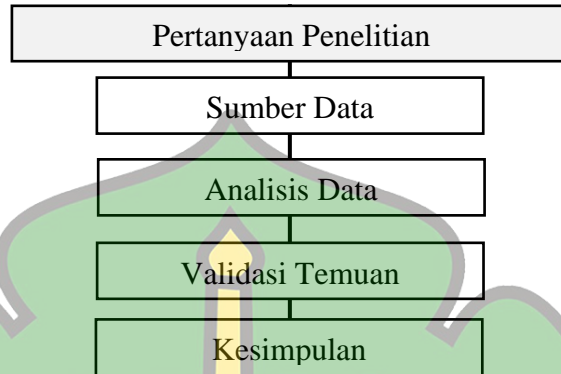 Pertanyaan Penelitian
Sumber Data
Analisis Data
Validasi Temuan
Kesimpulan